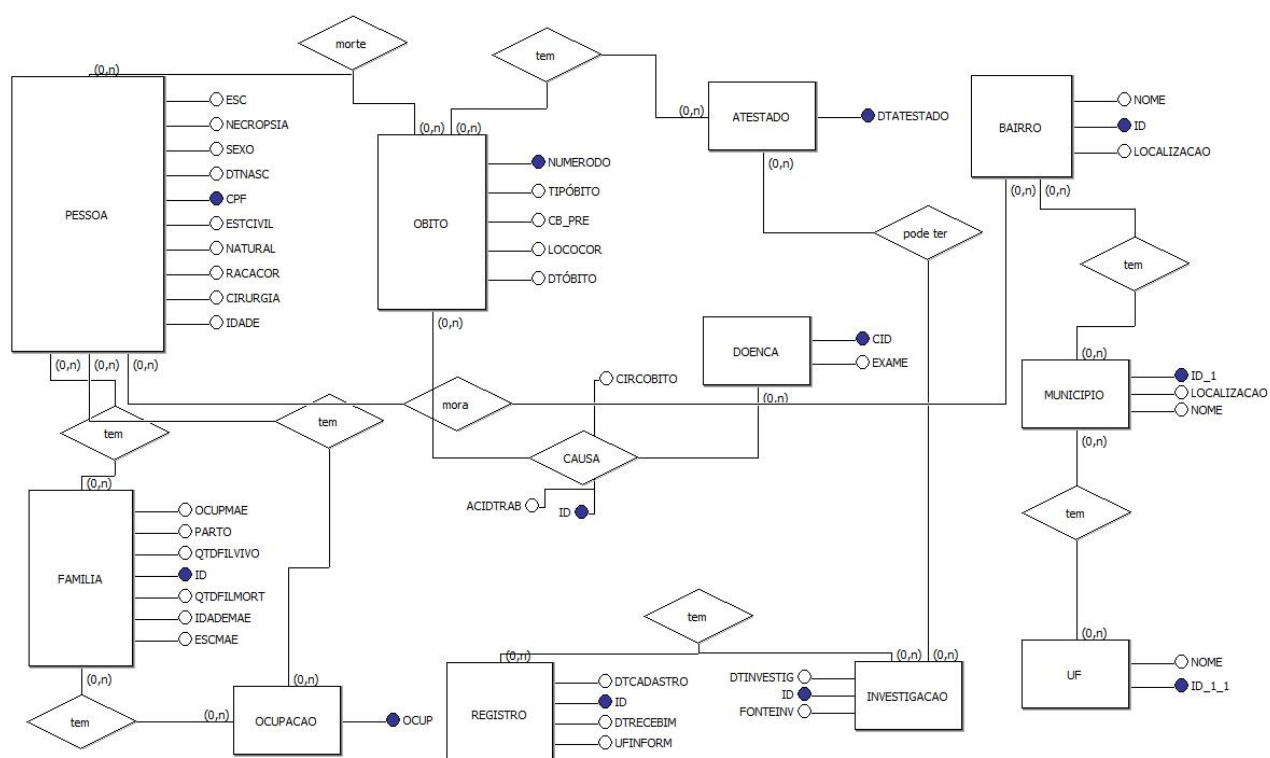 morte
tem
(0,n)
PESSOA
ESC
NECROPSIA
SEXO
DTNASC
CPF
ESTCIVIL
NATURAL
RACACOR
CIRURGIA
IDADE
(0,n)
(0,n)
OBITO
NUMERODO
TIPÓBITO
CB_PRE
LOCOCOR
DTÓBITO
(0,n)
(0,n)
ATESTADO
DTATESTADO
(0,n)
BAIRRO
NOME
ID
LOCALIZACAO
(0,n)
(0,n)
pode ter
tem
(0,n)
(0,n)
(0,n)
(0,n)
DOENCA
CID
EXAME
(0,n)
(0,n)
MUNICIPIO
ID_1
LOCALIZACAO
NOME
(0,n)
CIRCOBITO
mora
tem
tem
CAUSA
ACIDTRAB
ID
(0,n)
FAMILIA
OCUPMAE
PARTO
QTDFILVIVO
ID
QTDFILMORT
IDADEMAE
ESCMAE
(0,n)
tem
tem
(0,n)
UF
NOME
ID_1_1
tem
(0,n)
(0,n)
OCUPACAO
OCUP
(0,n)
REGISTRO
DTCADASTRO
ID
DTRECEBIM
UFINFORM
(0,n)
(0,n)
DTINVESTIG
ID
FONTEINV
INVESTIGACAO